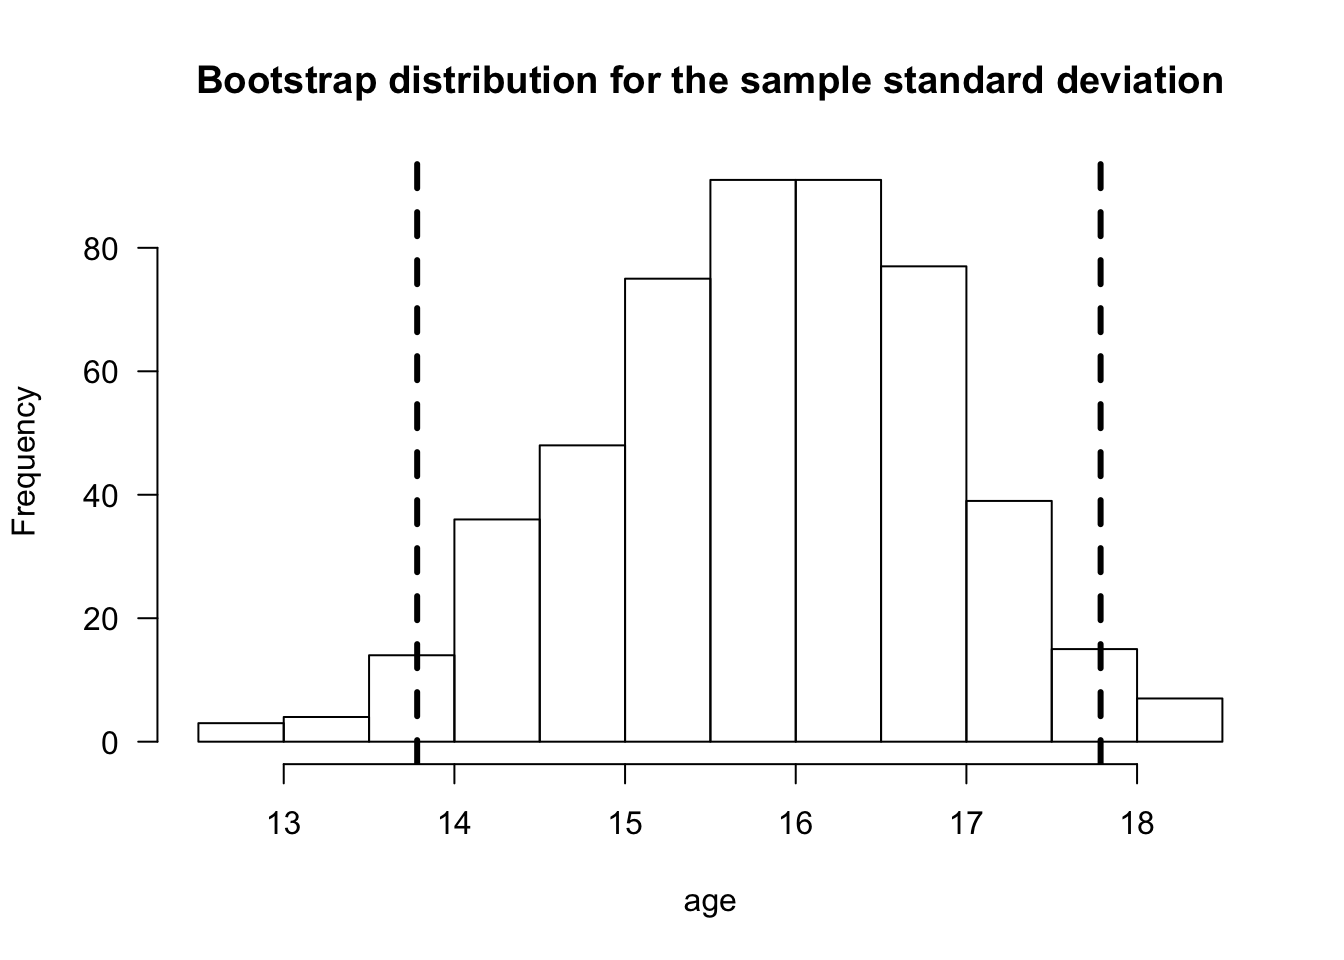 Bootstrap distribution for the sample standard deviation
Frequency
80
60
40
20
0
13 14 15 16 17 18
age